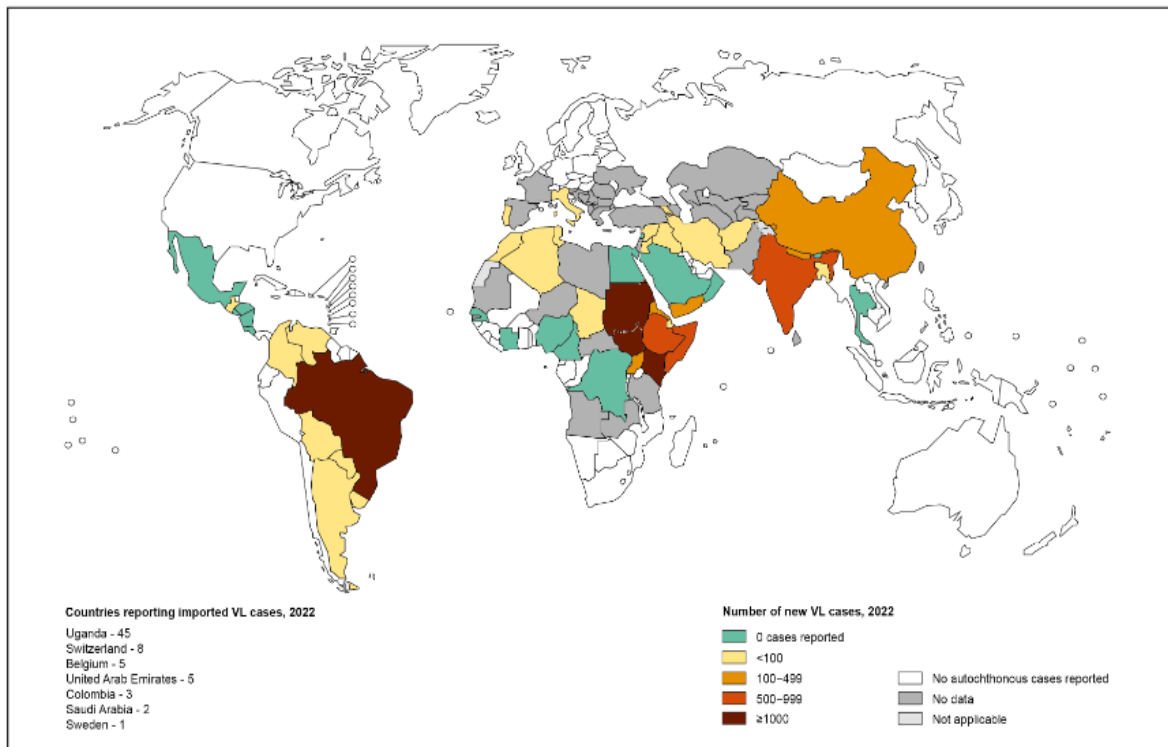 Countries reporting imported VL cases, 2022
Uganda - 45
Switzerland - 8
Belgium - 5
United Arab Emirates - 5
Colombia - 3
Saudi Arabia - 2
Sweden - 1
Number of new VL cases, 2022
0 cases reported
<100
100–499
500–999
≥1000
No autochthonous cases reported
No data
Not applicable